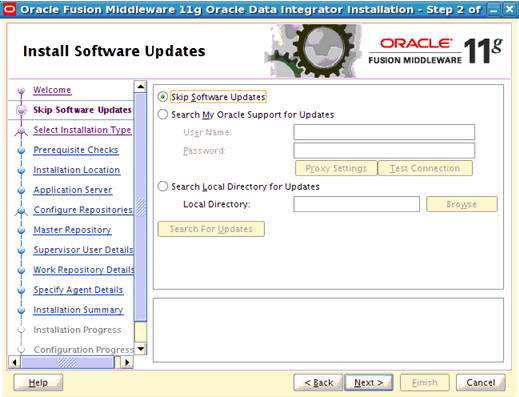 Oracle Fusion Middleware 11g Oracle Data Integrator Installation - Step 2 of
Install Software Updates
ORACLE
FUSION MIDDLEWARE 11g
Welcome
Skip Software Updates
Select Installation Type
Prerequisite Checks
Installation Location
Application Server
Configure Repositories
Master Repository
Supervisor User Details
Work Repository Details
Specify Agent Details
Installation Summary
Installation Progress
Configuration Progress
Skip Software Updates
Search My Oracle Support for Updates
User Name:
Password:
Proxy Settings Test Connection
Search Local Directory for Updates
Local Directory: Browse
Search For Updates
Help < Back Next > Finish Cancel